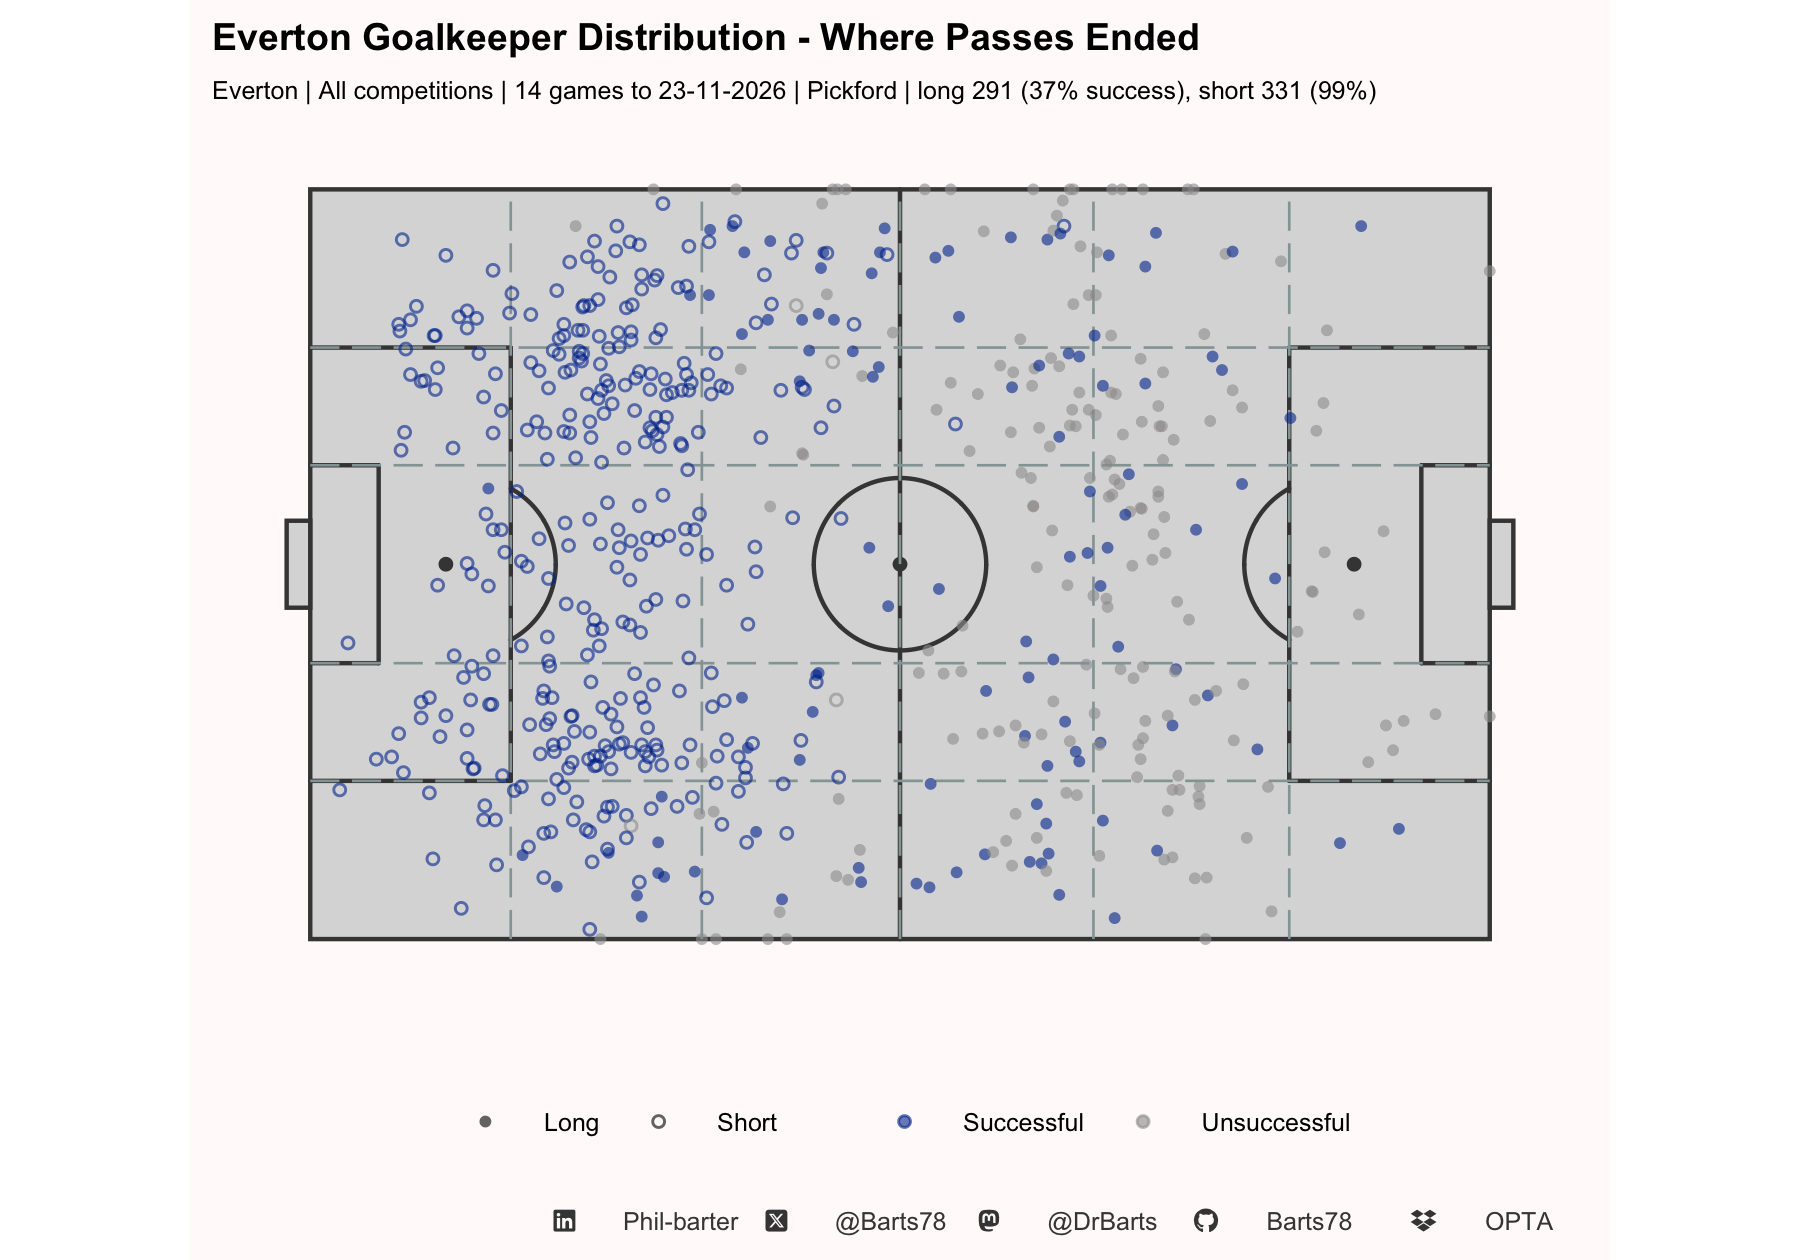 Everton Goalkeeper Distribution - Where Passes Ended
Everton | All competitions | 14 games to 23-11-2026 | Pickford | long 291 (37% success), short 331 (99%)
Long Short Successful Unsuccessful
Phil-barter @Barts78 @DrBarts Barts78 OPTA